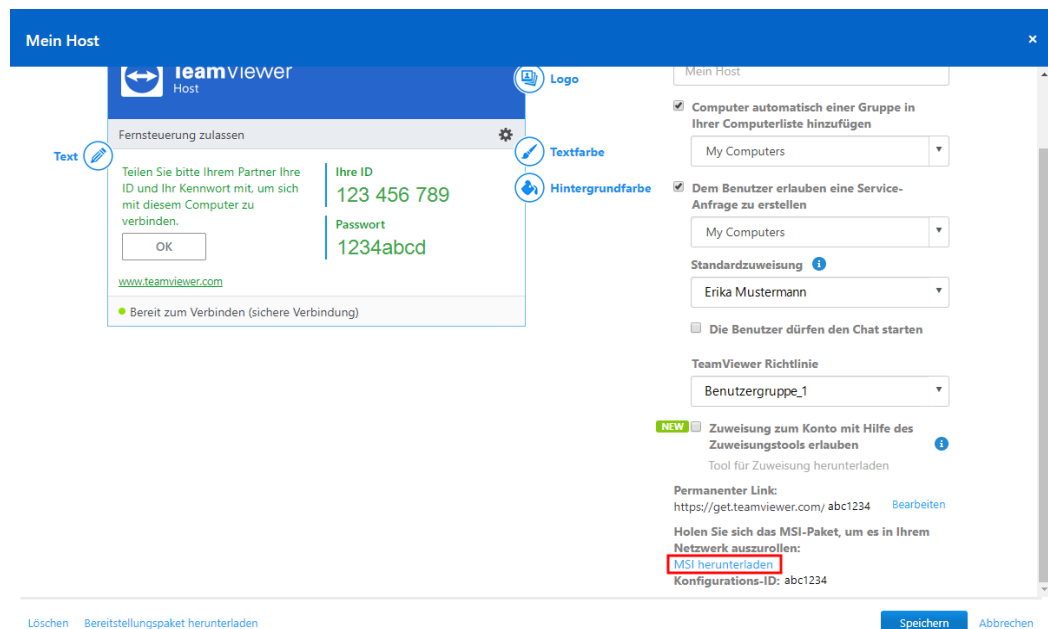 Mein Host
×
TeamViewer
Host
Fernsteuerung zulassen
Text
Teilen Sie bitte Ihrem Partner Ihre
ID und Ihr Kennwort mit, um sich
mit diesem Computer zu
verbinden.
OK
www.teamviewer.com
Ihre ID
123 456 789
Passwort
1234abcd
Bereit zum Verbinden (sichere Verbindung)
Logo
Textfarbe
Hintergrundfarbe
Mein Host
Computer automatisch einer Gruppe in
Ihrer Computerliste hinzufügen
My Computers
Dem Benutzer erlauben eine Service-
Anfrage zu erstellen
My Computers
Standardzuweisung
Erika Mustermann
Die Benutzer dürfen den Chat starten
TeamViewer Richtlinie
Benutzergruppe_1
NEW Zuweisung zum Konto mit Hilfe des
Zuweisungstools erlauben
Tool für Zuweisung herunterladen
Permanenter Link:
https://get.teamviewer.com/ abc1234 Bearbeiten
Holen Sie sich das MSI-Paket, um es in Ihrem
Netzwerk auszurollen:
MSI herunterladen
Konfigurations-ID: abc1234
Löschen Bereitstellungspaket herunterladen Speichern Abbrechen